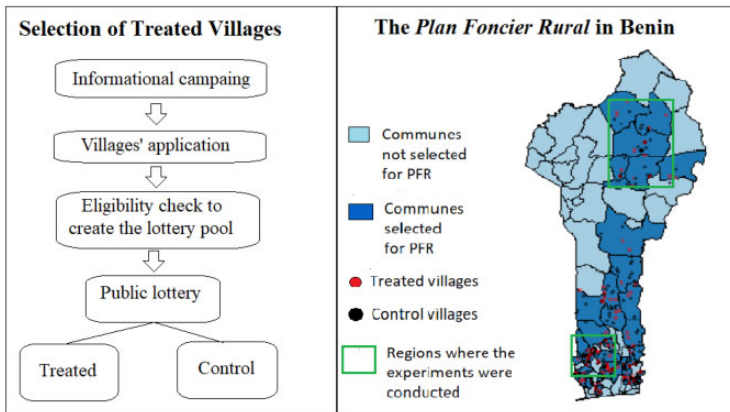 Selection of Treated Villages
Informational campaing
Villages' application
Eligibility check to
create the lottery pool
Public lottery
Treated
Control
The Plan Foncier Rural in Benin
Communes
not selected
for PFR
Communes
selected
for PFR
Treated villages
Control villages
Regions where the
experiments were
conducted